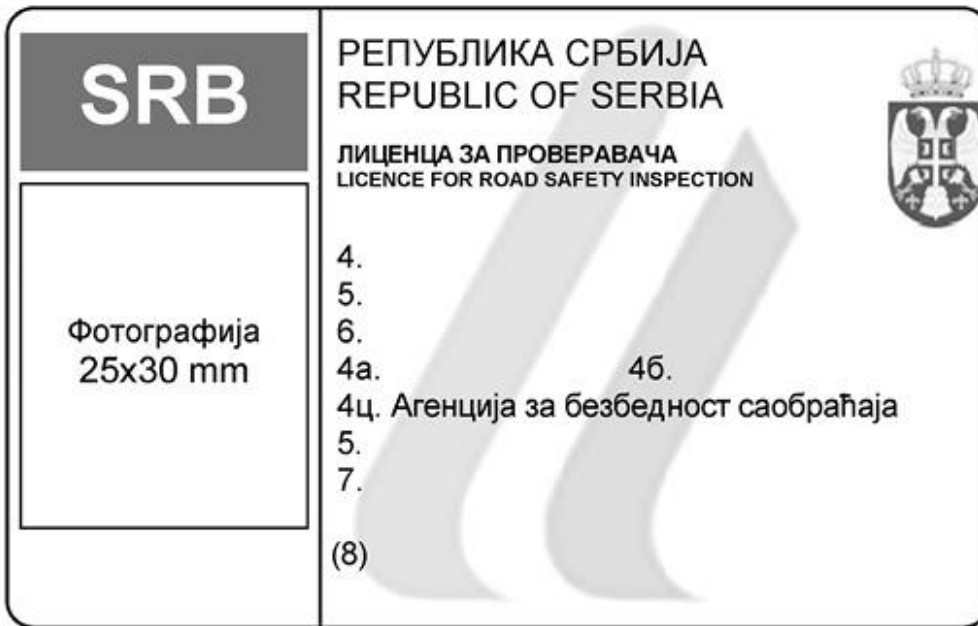 SRB
Фотографија
25x30 mm
РЕПУБЛИКА СРБИЈА
REPUBLIC OF SERBIA
ЛИЦЕНЦА ЗА ПРОВЕРАВАЧА
LICENCE FOR ROAD SAFETY INSPECTION
4.
5.
6.
4а. 4б.
4ц. Агенција за безбедност саобраћаја
5.
7.
(8)